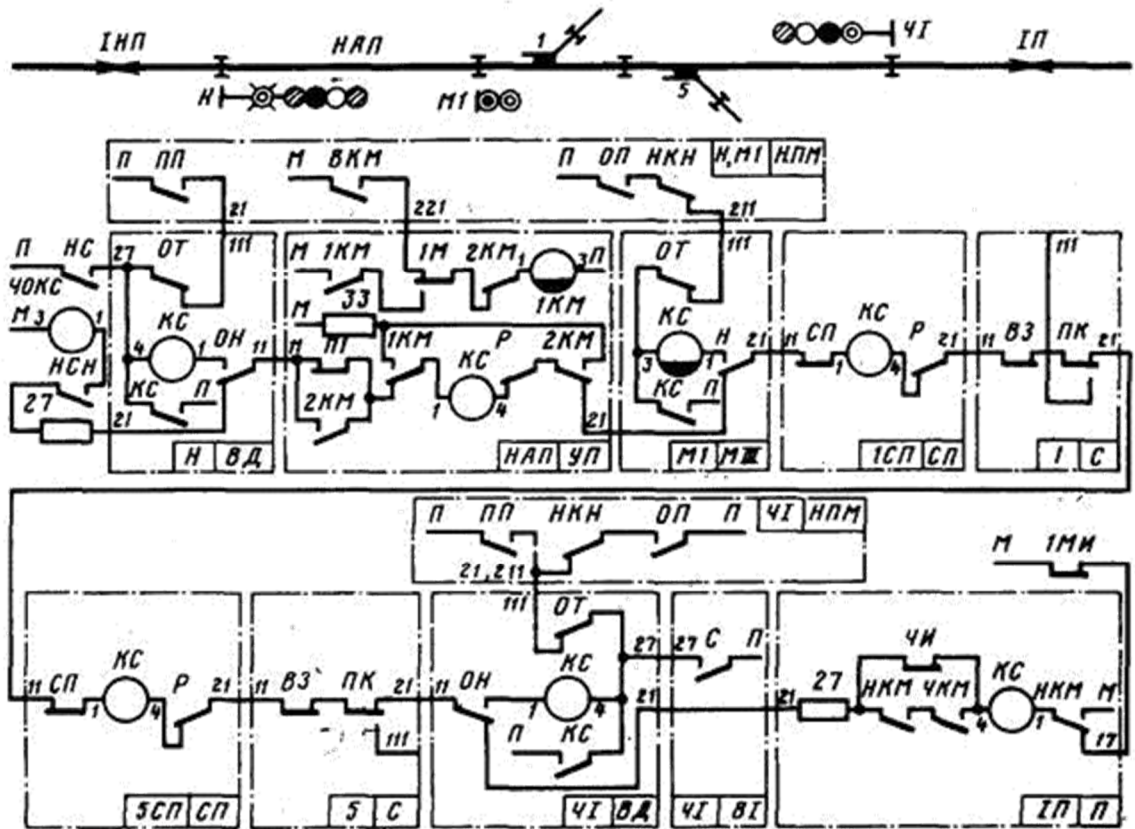 IНП НАП 1 ЧI IП
Н М1 5
П ПП М ВКМ П ОП НКН Н,М1 НПМ
21 221 211
П НС 27 ОТ 111 М 1КМ 1М 2КМ 1 3 П ОТ 111 111
ЧОКС 33 1КМ
М 3 1 КС ОН М 1КМ Р 2КМ КС Н 21 11 СП КС Р 21 11 ВЗ ПК 21
4 1 11 11 П1 КС 3 1 1 4
НСН КС П 2КМ 1 4 КС П
27 21 21
Н ВД НАП УП М1 МIII 1СП СП 1 С
П ПП НКН ОП П ЧI НПМ
21,211 М 1МИ
111 ОТ
КС 27 27 С П ЧИ
11 СП КС Р 21 11 ВЗ ПК 21 11 ОН 21 21 27 НКМ ЧКМ КС НКМ М
1 4 1 4 4 1 17
111 П КС
5СП СП 5 С ЧI ВД ЧI ВI IП П